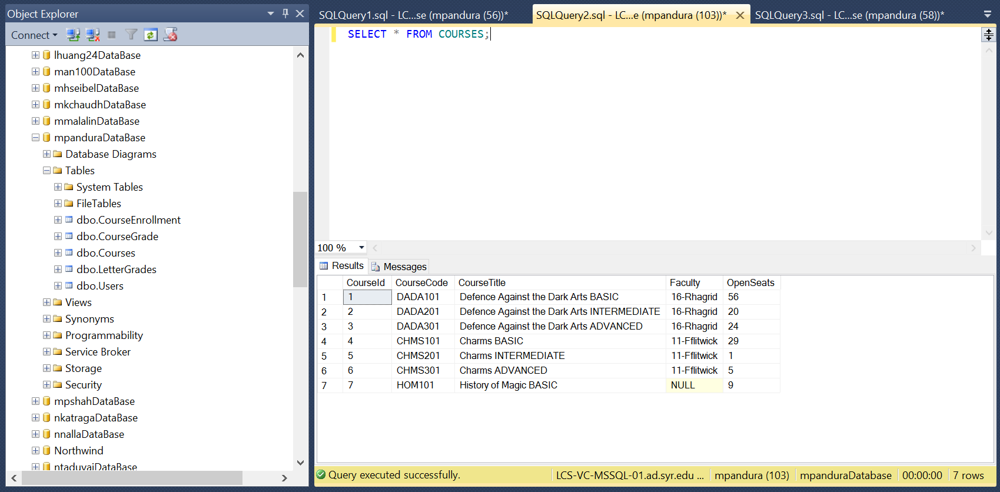 Object Explorer
Connect
lhuang24DataBase
man100DataBase
mhseibelDataBase
mkchaudhDataBase
mmalalinDataBase
mpanduraDataBase
Database Diagrams
Tables
System Tables
FileTables
dbo.CourseEnrollment
dbo.CourseGrade
dbo.Courses
dbo.LetterGrades
dbo.Users
Views
Synonyms
Programmability
Service Broker
Storage
Security
mpshahDataBase
nkatragaDataBase
nnallaDataBase
Northwind
ntaduvaiDataBase
SQLQuery1.sql - LC...se (mpandura (56))* SQLQuery2.sql - LC...e (mpandura (103))* SQLQuery3.sql - LC...se (mpandura (58))*
SELECT * FROM COURSES;
100 %
Results Messages
CourseId CourseCode CourseTitle Faculty OpenSeats
1 1 DADA101 Defence Against the Dark Arts BASIC 16-Rhagrid 56
2 2 DADA201 Defence Against the Dark Arts INTERMEDIATE 16-Rhagrid 20
3 3 DADA301 Defence Against the Dark Arts ADVANCED 16-Rhagrid 24
4 4 CHMS101 Charms BASIC 11-Fflitwick 29
5 5 CHMS201 Charms INTERMEDIATE 11-Fflitwick 1
6 6 CHMS301 Charms ADVANCED 11-Fflitwick 5
7 7 HOM101 History of Magic BASIC NULL 9
Query executed successfully. LCS-VC-MSSQL-01.ad.syr.edu ... mpandura (103) mpanduraDatabase 00:00:00 7 rows